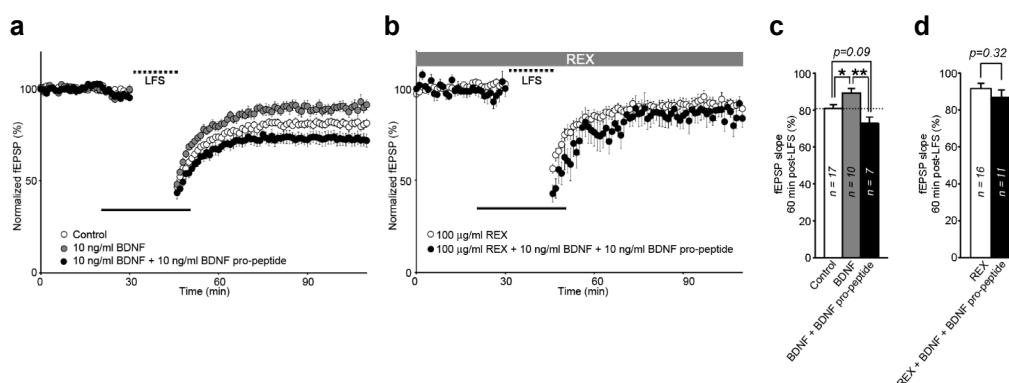 a
Normalized fEPSP (%)
100
50
0
LFS
Control
10 ng/ml BDNF
10 ng/ml BDNF + 10 ng/ml BDNF pro-peptide
0
30
60
90
Time (min)
b
REX
Normalized fEPSP (%)
100
50
0
LFS
100 µg/ml REX
100 µg/ml REX + 10 ng/ml BDNF + 10 ng/ml BDNF pro-peptide
0
30
60
90
Time (min)
c
p=0.09
* **
fEPSP slope
60 min post-LFS (%)
100
80
60
40
20
0
n = 17
n = 10
n = 7
Control
BDNF
BDNF + BDNF pro-peptide
d
p=0.32
fEPSP slope
60 min post-LFS (%)
100
80
60
40
20
0
n = 16
n = 11
REX
REX + BDNF + BDNF pro-peptide